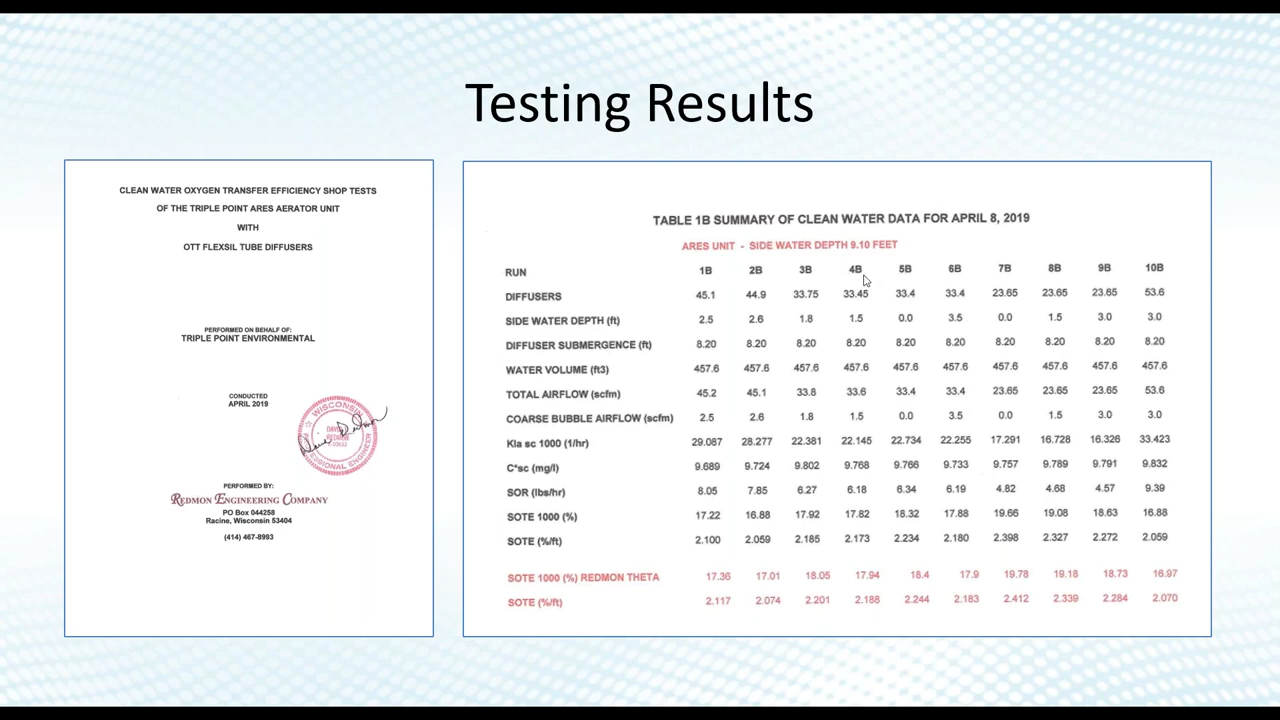 Testing Results
CLEAN WATER OXYGEN TRANSFER EFFICIENCY SHOP TESTS
OF THE TRIPLE POINT ARES AERATOR UNIT
WITH
OTT FLEXSIL TUBE DIFFUSERS
PERFORMED ON BEHALF OF:
TRIPLE POINT ENVIRONMENTAL
CONDUCTED
APRIL 2019
WISCONSIN
PROFESSIONAL ENGINEER
PERFORMED BY:
REDMON ENGINEERING COMPANY
PO Box 044258
Racine, Wisconsin 53404
(414) 467-8993
TABLE 1B SUMMARY OF CLEAN WATER DATA FOR APRIL 8, 2019
ARES UNIT - SIDE WATER DEPTH 9.10 FEET
RUN 1B 2B 3B 4B 5B 6B 7B 8B 9B 10B
DIFFUSERS 45.1 44.9 33.75 33.45 33.4 33.4 23.65 23.65 23.65 53.6
SIDE WATER DEPTH (ft) 2.5 2.6 1.8 1.5 0.0 3.5 0.0 1.5 3.0 3.0
DIFFUSER SUBMERGENCE (ft) 8.20 8.20 8.20 8.20 8.20 8.20 8.20 8.20 8.20 8.20
WATER VOLUME (ft3) 457.6 457.6 457.6 457.6 457.6 457.6 457.6 457.6 457.6 457.6
TOTAL AIRFLOW (scfm) 45.2 45.1 33.8 33.6 33.4 33.4 23.65 23.65 23.65 53.6
COARSE BUBBLE AIRFLOW (scfm) 2.5 2.6 1.8 1.5 0.0 3.5 0.0 1.5 3.0 3.0
Kla sc 1000 (1/hr) 29.087 28.277 22.381 22.145 22.734 22.255 17.291 16.728 16.326 33.423
C*sc (mg/l) 9.689 9.724 9.802 9.768 9.766 9.733 9.757 9.789 9.791 9.832
SOR (lbs/hr) 8.05 7.85 6.27 6.18 6.34 6.19 4.82 4.68 4.57 9.39
SOTE 1000 (%) 17.22 16.88 17.92 17.82 18.32 17.88 19.66 19.08 18.63 16.88
SOTE (%/ft) 2.100 2.059 2.185 2.173 2.234 2.180 2.398 2.327 2.272 2.059
SOTE 1000 (%) REDMON THETA 17.36 17.01 18.05 17.94 18.4 17.9 19.78 19.18 18.73 16.97
SOTE (%/ft) 2.117 2.074 2.201 2.188 2.244 2.183 2.412 2.339 2.284 2.070